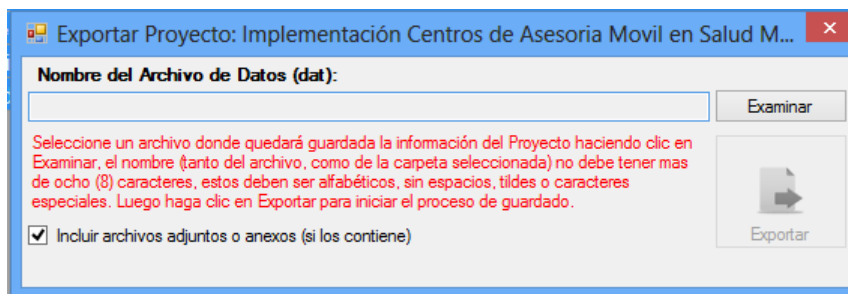 Exportar Proyecto: Implementación Centros de Asesoria Movil en Salud M...
Nombre del Archivo de Datos (dat):
Examinar
Seleccione un archivo donde quedará guardada la información del Proyecto haciendo clic en
Examinar, el nombre (tanto del archivo, como de la carpeta seleccionada) no debe tener mas
de ocho (8) caracteres, estos deben ser alfabéticos, sin espacios, tildes o caracteres
especiales. Luego haga clic en Exportar para iniciar el proceso de guardado.
Incluir archivos adjuntos o anexos (si los contiene)
Exportar